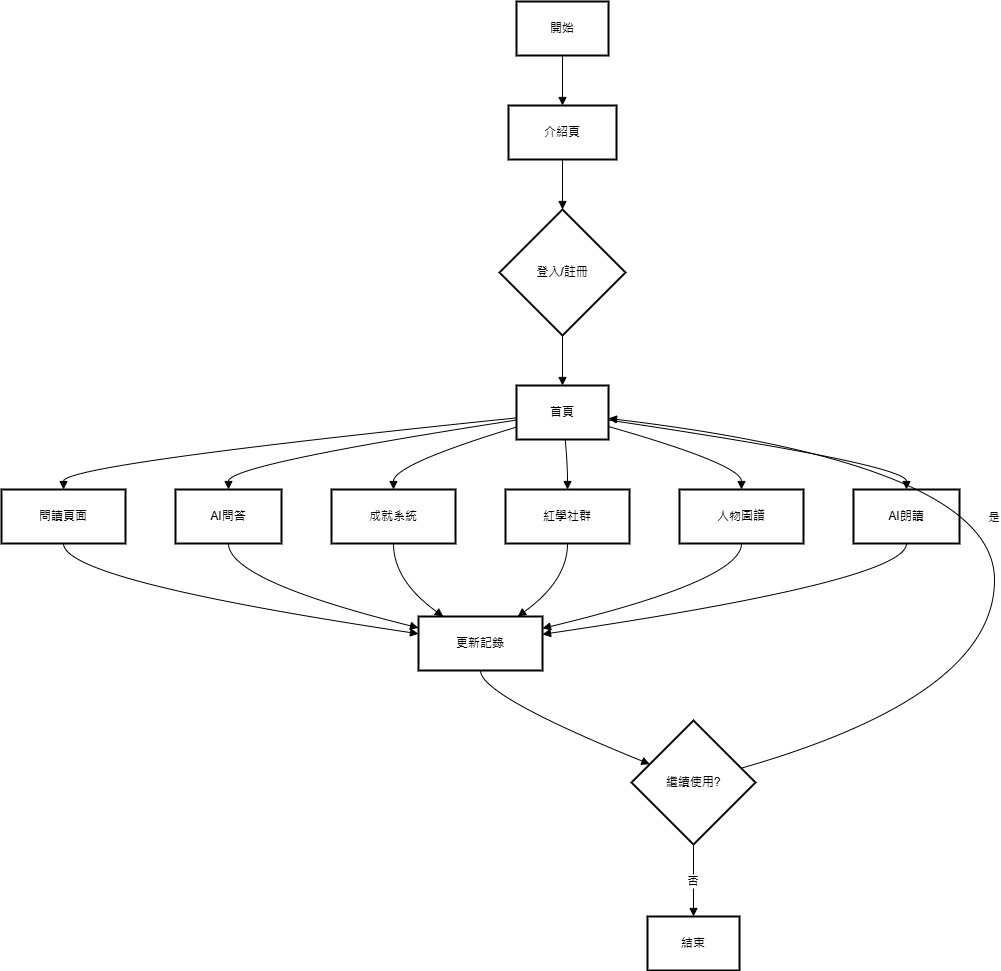 開始
介紹頁
登入/註冊
首頁
閱讀頁面
AI問答
成就系統
紅學社群
人物圖譜
AI朗讀
是
更新記錄
繼續使用?
否
結束